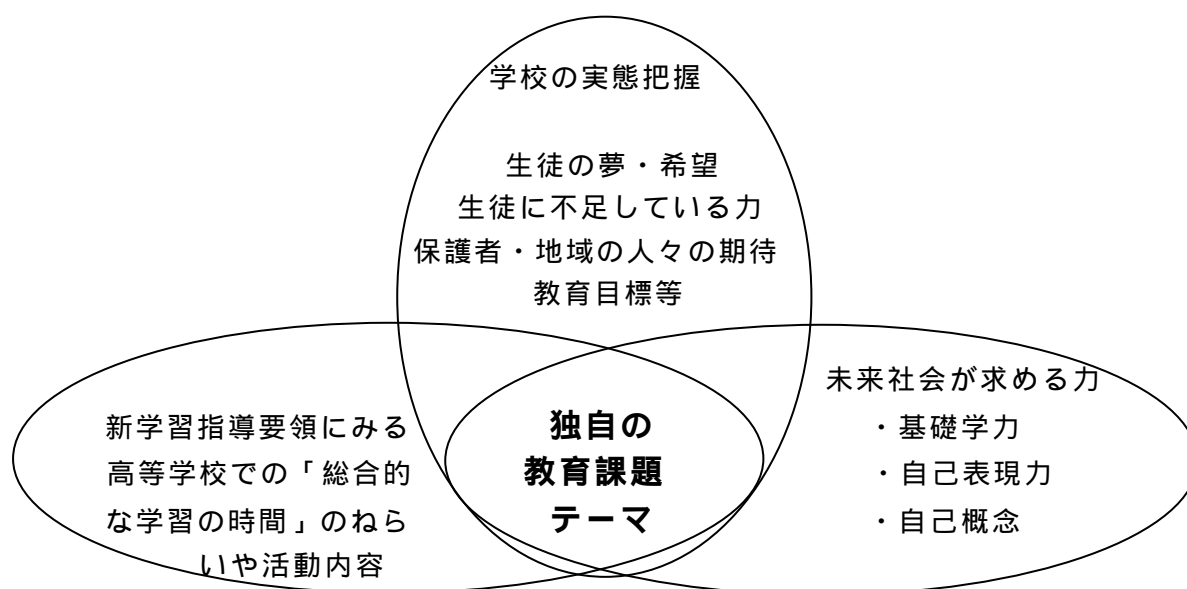 学校の実態把握
生徒の夢・希望
生徒に不足している力
保護者・地域の人々の期待
教育目標等
新学習指導要領にみる
高等学校での「総合的
な学習の時間」のねら
いや活動内容
独自の
教育課題
テーマ
未来社会が求める力
・基礎学力
・自己表現力
・自己概念